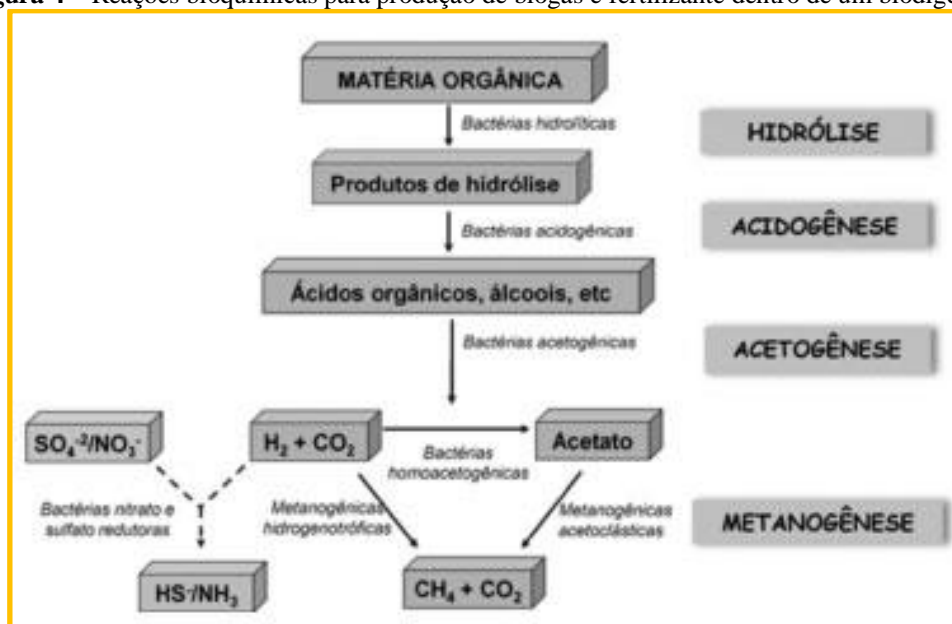 Reações bioquímicas para produção de biogás e fertilizante dentro de um
MATÉRIA ORGÂNICA
Bactérias hidrolíticas
HIDRÓLISE
Produtos de hidrólise
Bactérias acidogênicas
ACIDOGÊNESE
Ácidos orgânicos, álcoois, etc
Bactérias acetogênicas
ACETOGÊNESE
SO₄⁻²/NO₃⁻
H₂ + CO₂
Acetato
Bactérias
homoacetogênicas
Bactérias nitrato e
sulfato redutoras
Metanogênicas
hidrogenotróficas
Metanogênicas
acetoclásticas
METANOGÊNESE
HS⁻/NH₃
CH₄ + CO₂